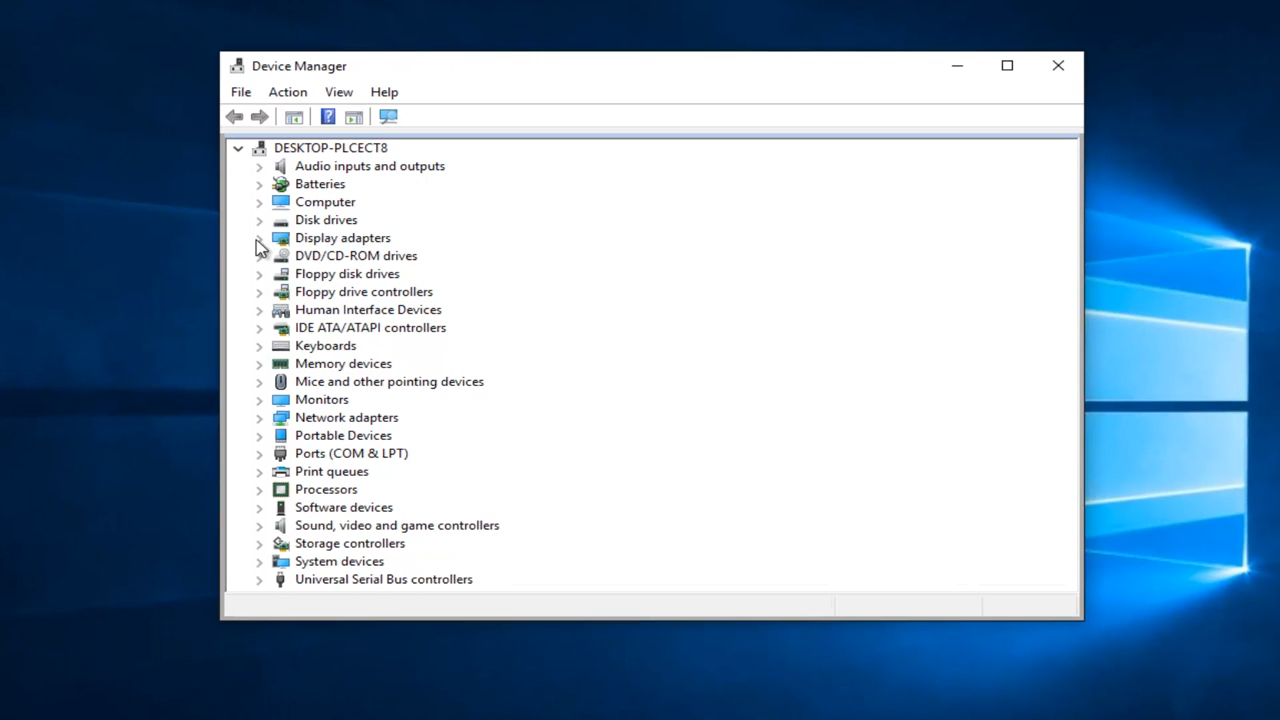 Device Manager
File Action View Help
?
DESKTOP-PLCECT8
Audio inputs and outputs
Batteries
Computer
Disk drives
Display adapters
DVD/CD-ROM drives
Floppy disk drives
Floppy drive controllers
Human Interface Devices
IDE ATA/ATAPI controllers
Keyboards
Memory devices
Mice and other pointing devices
Monitors
Network adapters
Portable Devices
Ports (COM & LPT)
Print queues
Processors
Software devices
Sound, video and game controllers
Storage controllers
System devices
Universal Serial Bus controllers